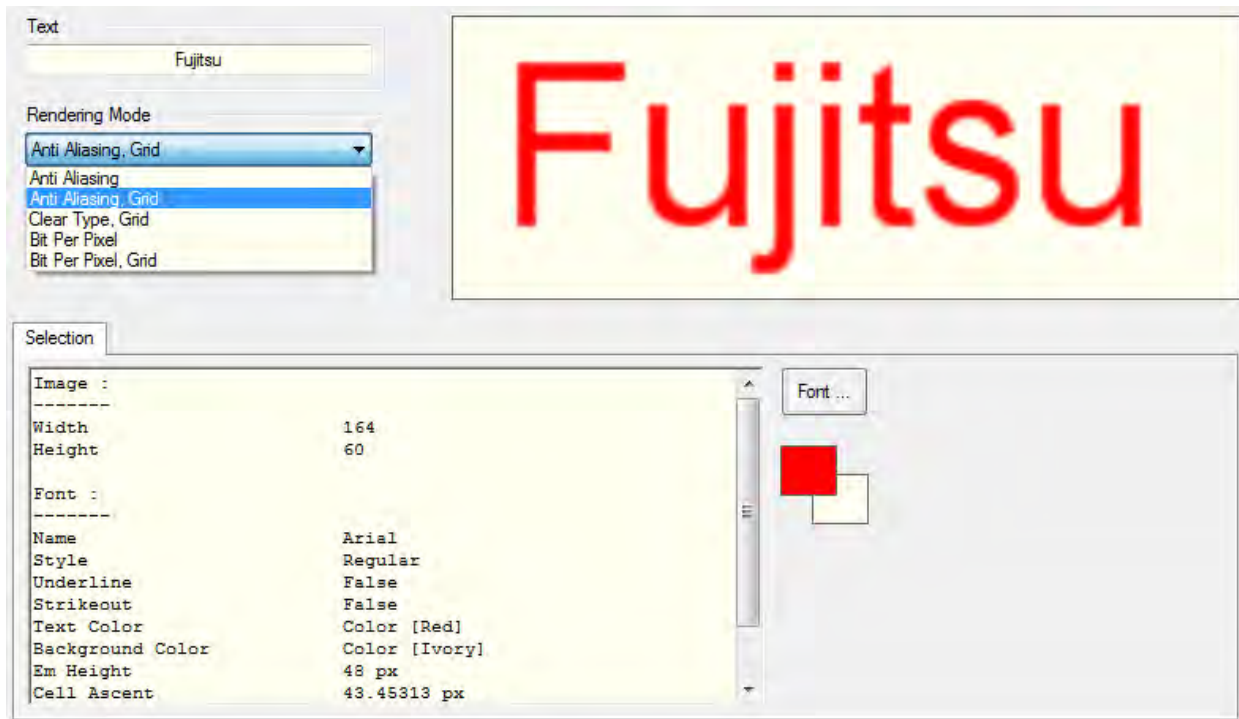 Text
Fujitsu
Rendering Mode
Anti Aliasing, Grid
Anti Aliasing
Anti Aliasing, Grid
Clear Type, Grid
Bit Per Pixel
Bit Per Pixel, Grid
Fujitsu
Selection
Image :
-------
Width 164
Height 60
Font :
-------
Name Arial
Style Regular
Underline False
Strikeout False
Text Color Color [Red]
Background Color Color [Ivory]
Em Height 48 px
Cell Ascent 43.45313 px
Font ...